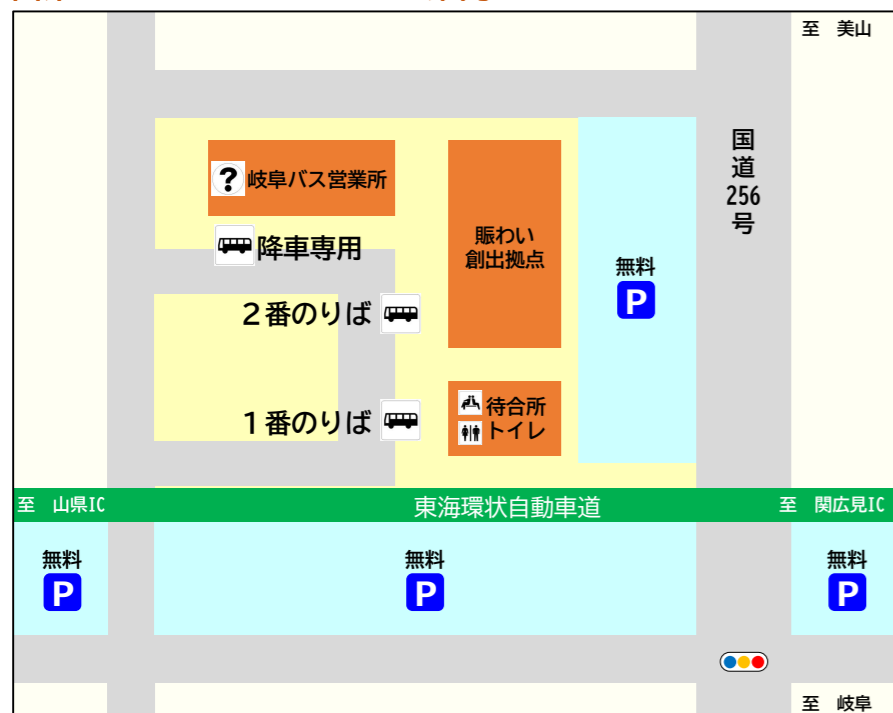 至　美山
国道256号
?
岐阜バス営業所
降車専用
賑わい
創出拠点
無料
P
２番のりば
１番のりば
待合所
トイレ
至　山県IC
東海環状自動車道
至　関広見IC
無料
P
無料
P
無料
P
至　岐阜